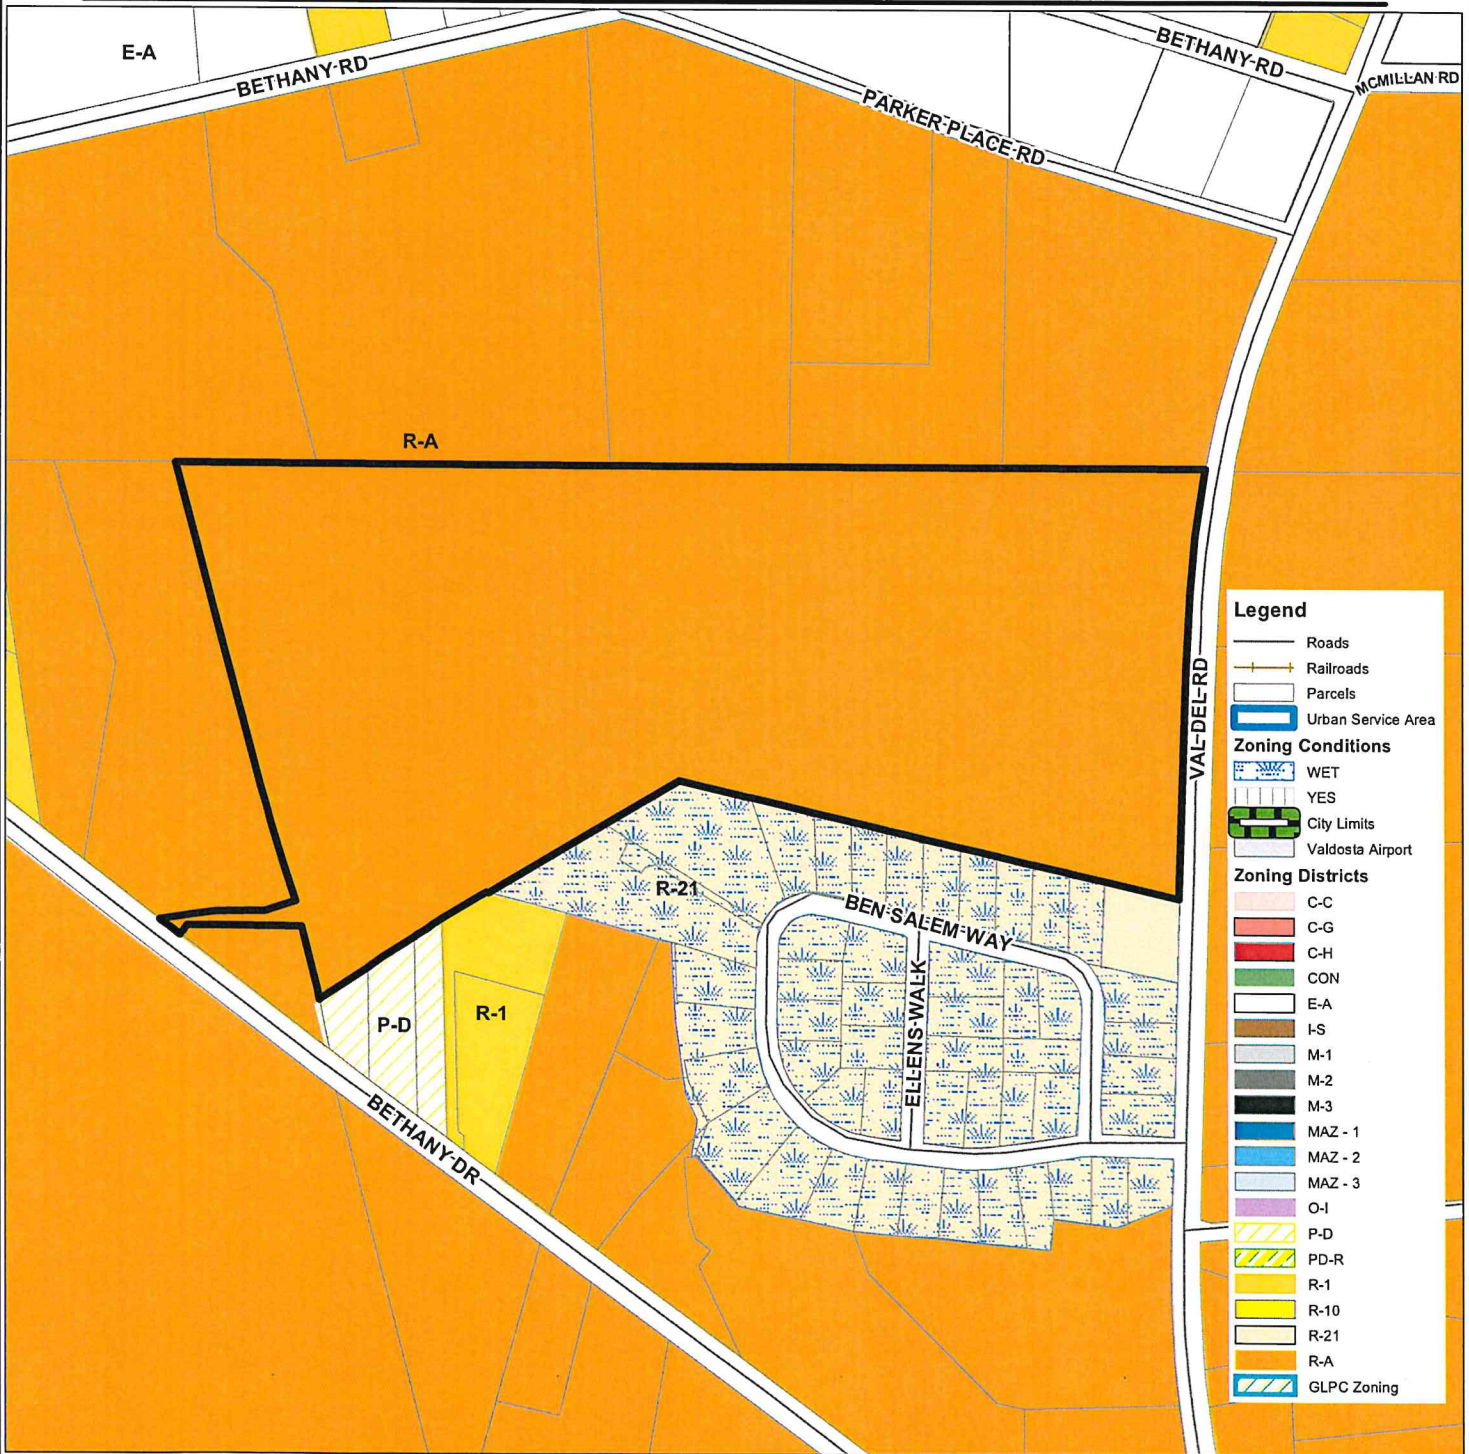 E-A
BETHANY RD
BETHANY RD
MCMILLAN RD
PARKER PLACE RD
R-A
VAL DEL RD
R-21
BEN SALEM WAY
ELLENS WALK
P-D
R-1
BETHANY DR
Legend
Roads
Railroads
Parcels
Urban Service Area
Zoning Conditions
WET
YES
City Limits
Valdosta Airport
Zoning Districts
C-C
C-G
C-H
CON
E-A
I-S
M-1
M-2
M-3
MAZ - 1
MAZ - 2
MAZ - 3
O-I
P-D
PD-R
R-1
R-10
R-21
R-A
GLPC Zoning